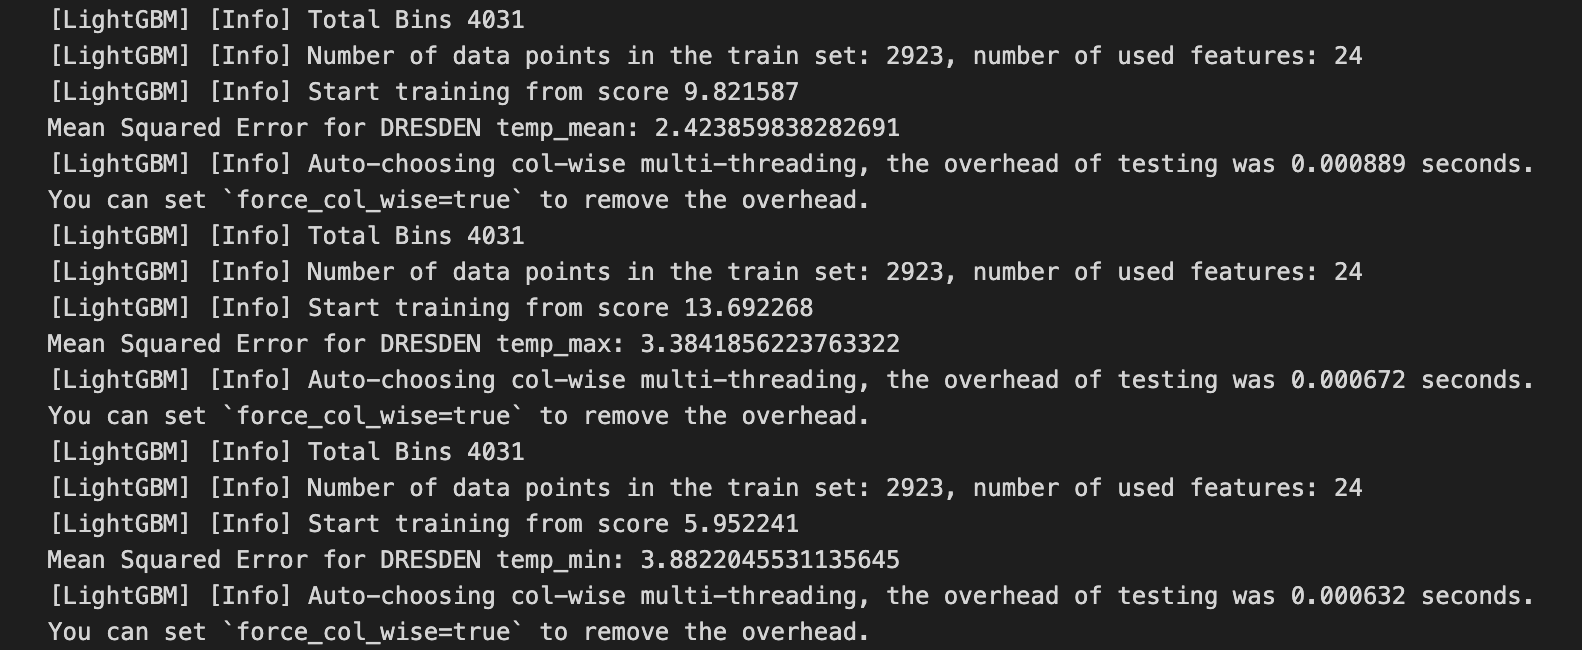 [LightGBM] [Info] Total Bins 4031
[LightGBM] [Info] Number of data points in the train set: 2923, number of used features: 24
[LightGBM] [Info] Start training from score 9.821587
Mean Squared Error for DRESDEN temp_mean: 2.423859838282691
[LightGBM] [Info] Auto-choosing col-wise multi-threading, the overhead of testing was 0.000889 seconds.
You can set `force_col_wise=true` to remove the overhead.
[LightGBM] [Info] Total Bins 4031
[LightGBM] [Info] Number of data points in the train set: 2923, number of used features: 24
[LightGBM] [Info] Start training from score 13.692268
Mean Squared Error for DRESDEN temp_max: 3.3841856223763322
[LightGBM] [Info] Auto-choosing col-wise multi-threading, the overhead of testing was 0.000672 seconds.
You can set `force_col_wise=true` to remove the overhead.
[LightGBM] [Info] Total Bins 4031
[LightGBM] [Info] Number of data points in the train set: 2923, number of used features: 24
[LightGBM] [Info] Start training from score 5.952241
Mean Squared Error for DRESDEN temp_min: 3.8822045531135645
[LightGBM] [Info] Auto-choosing col-wise multi-threading, the overhead of testing was 0.000632 seconds.
You can set `force_col_wise=true` to remove the overhead.